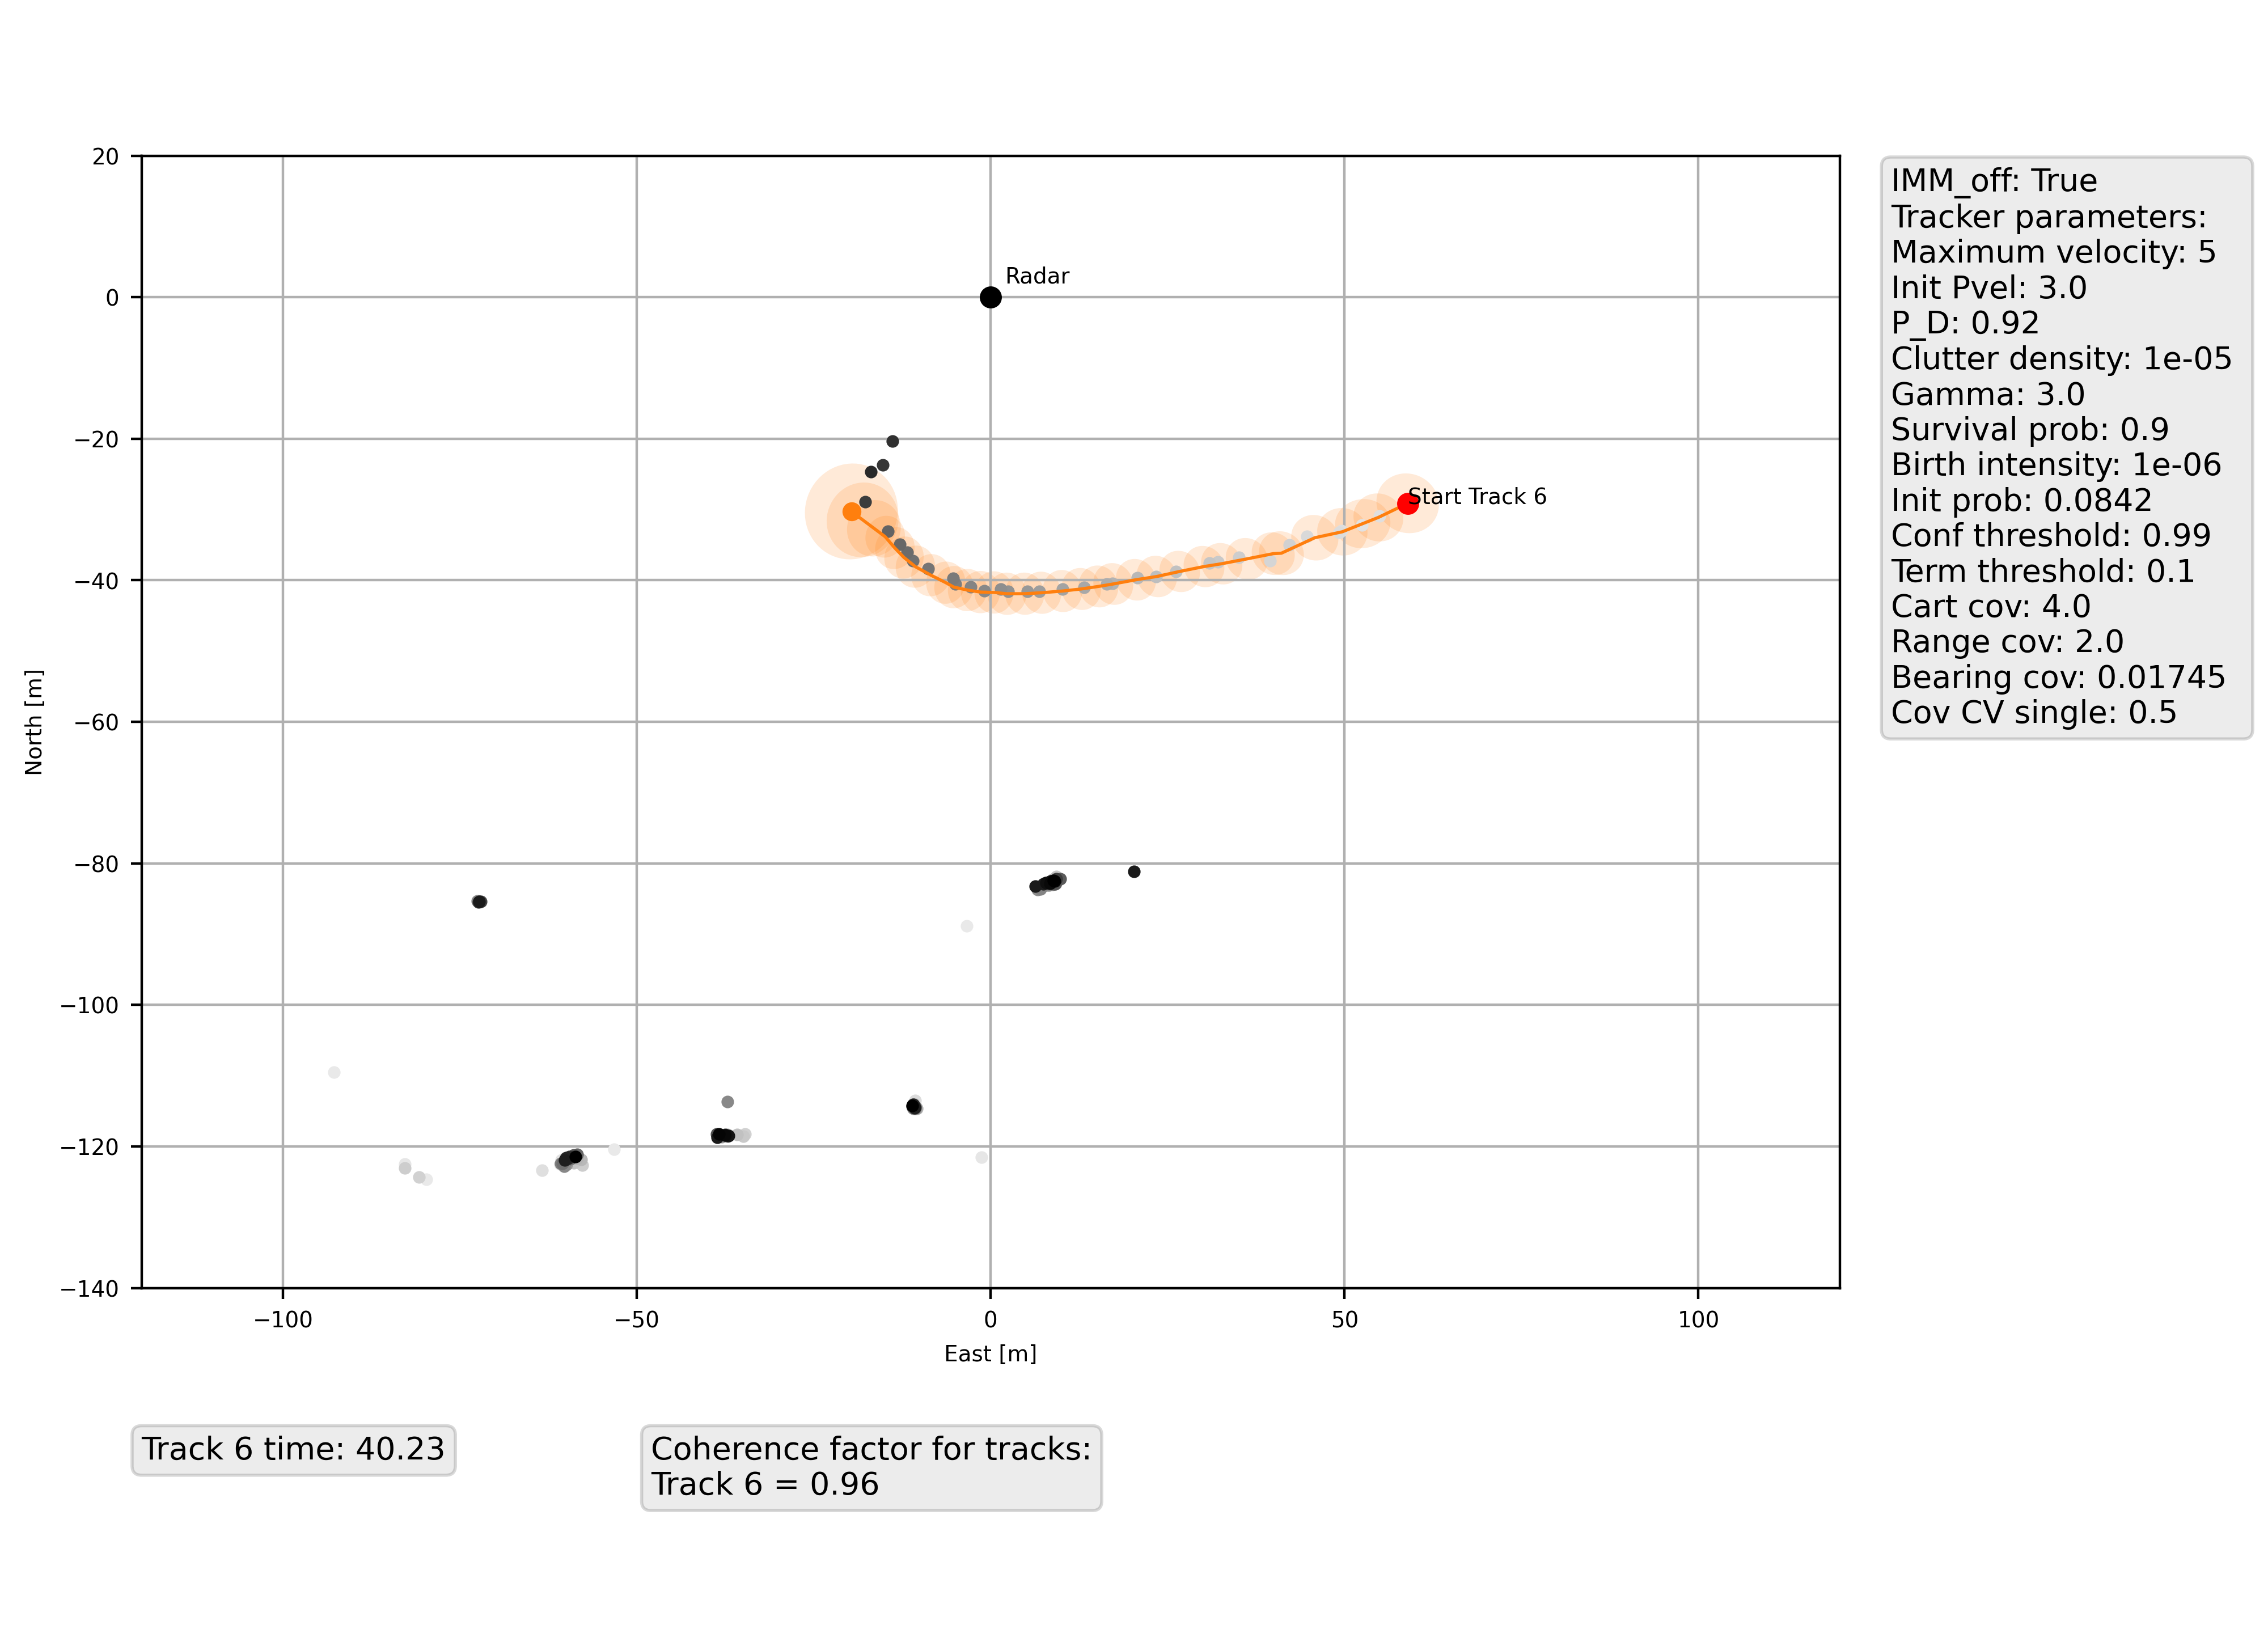 20
0
−20
−40
−60
−80
−100
−120
−140
North [m]
−100
−50
0
50
100
East [m]
Radar
Start Track 6
IMM_off: True
Tracker parameters:
Maximum velocity: 5
Init Pvel: 3.0
P_D: 0.92
Clutter density: 1e-05
Gamma: 3.0
Survival prob: 0.9
Birth intensity: 1e-06
Init prob: 0.0842
Conf threshold: 0.99
Term threshold: 0.1
Cart cov: 4.0
Range cov: 2.0
Bearing cov: 0.01745
Cov CV single: 0.5
Track 6 time: 40.23
Coherence factor for tracks:
Track 6 = 0.96